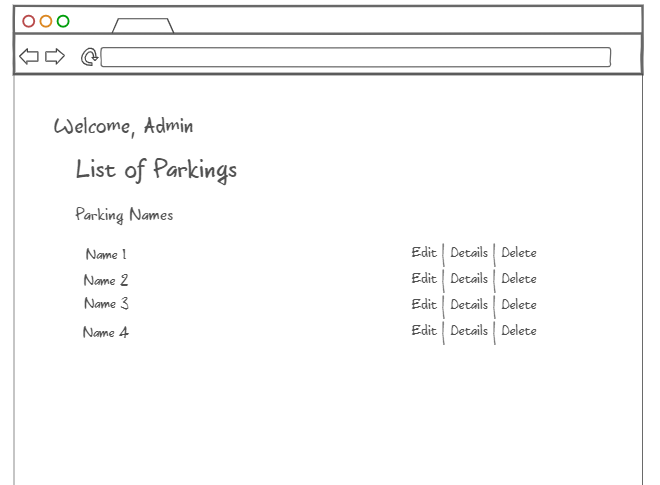 Welcome, Admin
List of Parkings
Parking Names
Name 1 Edit | Details | Delete
Name 2 Edit | Details | Delete
Name 3 Edit | Details | Delete
Name 4 Edit | Details | Delete